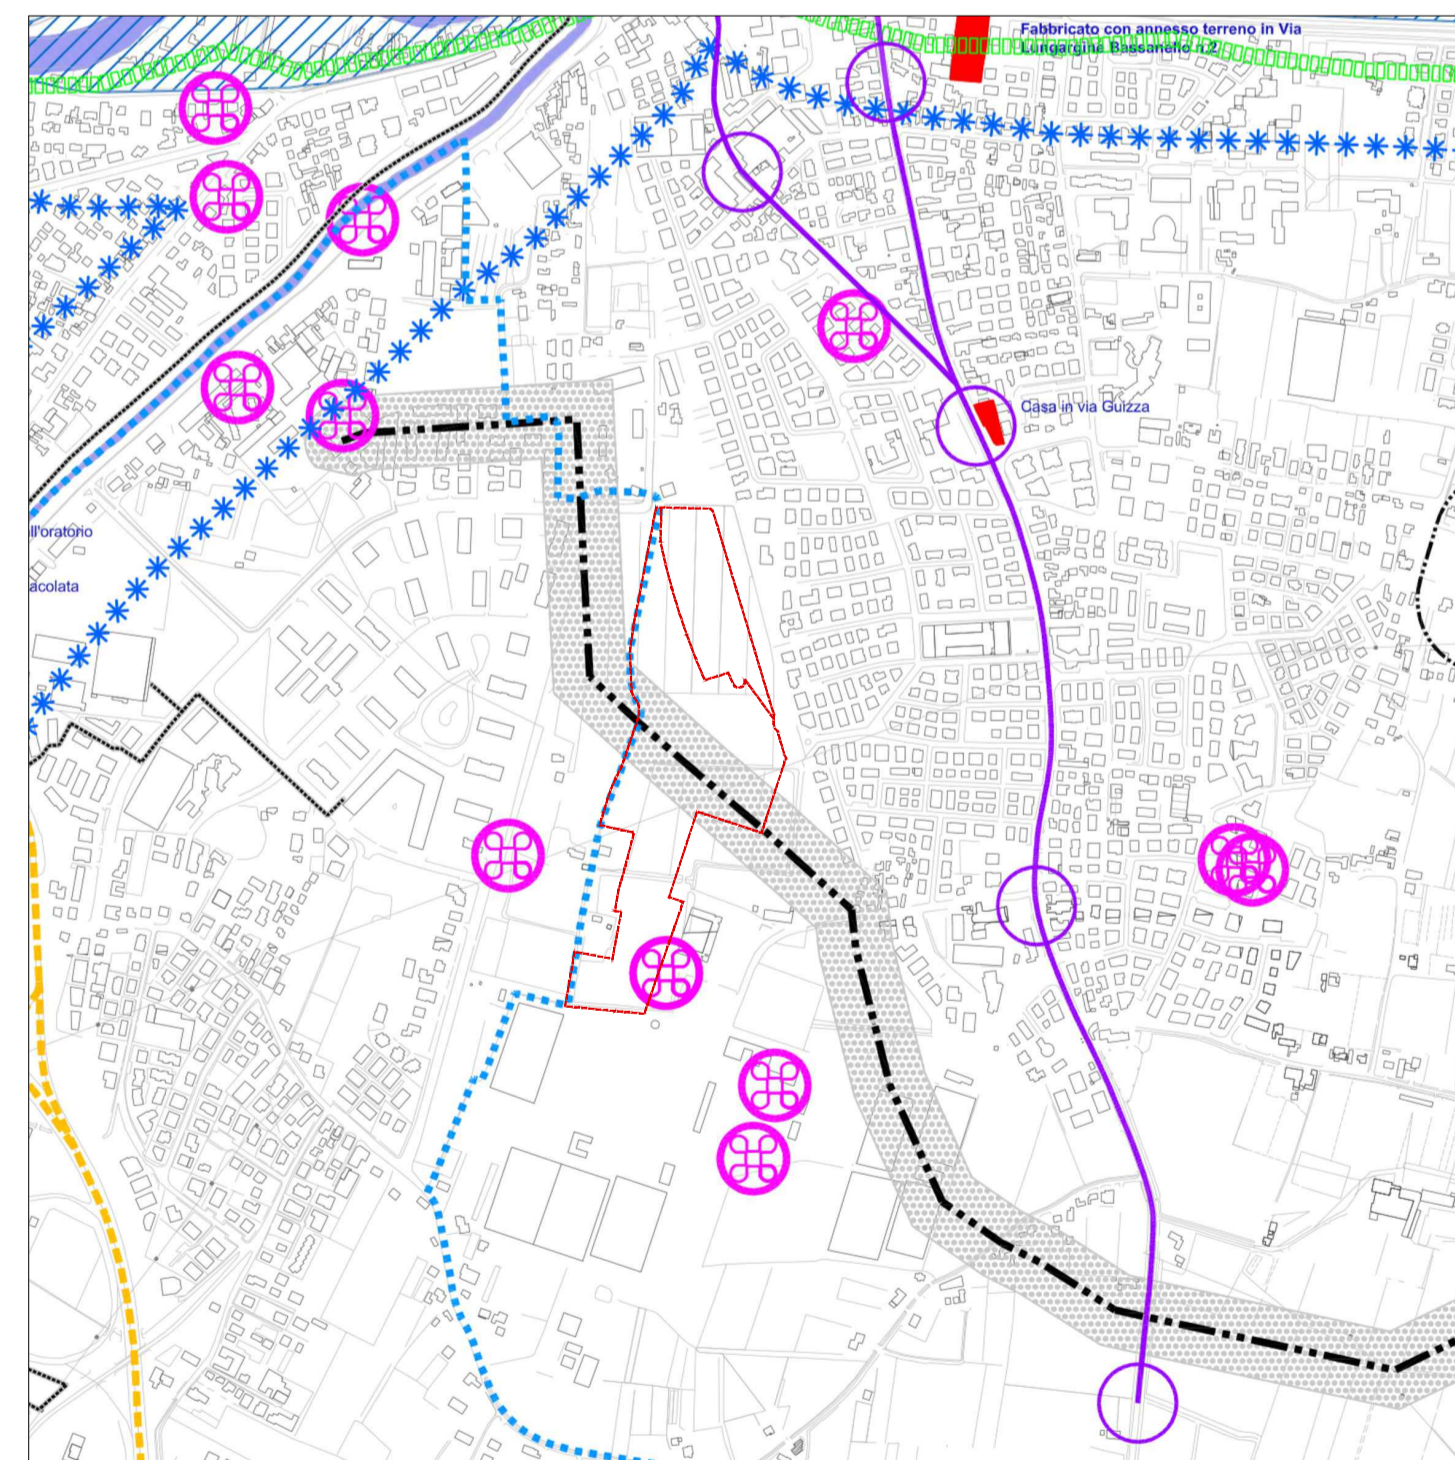 Fabbricato con annesso terreno in Via
Lungargine Bassanello n.2
Casa in via Guizza
ll'oratorio
acolata